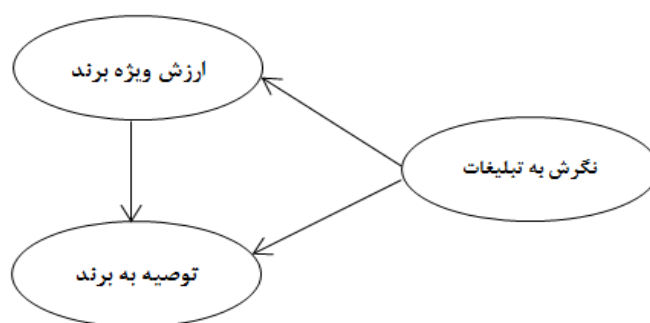 ارزش ویژه برند
نگرش به تبلیغات
توصیه به برند